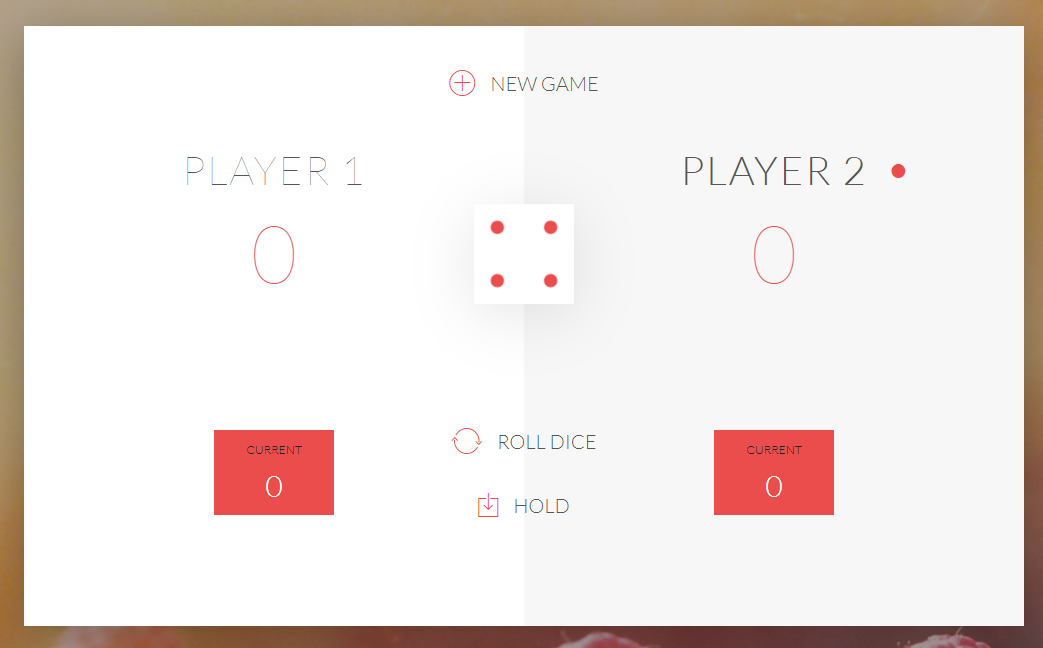 NEW GAME
PLAYER 1
0
CURRENT
0
PLAYER 2
0
CURRENT
0
ROLL DICE
HOLD